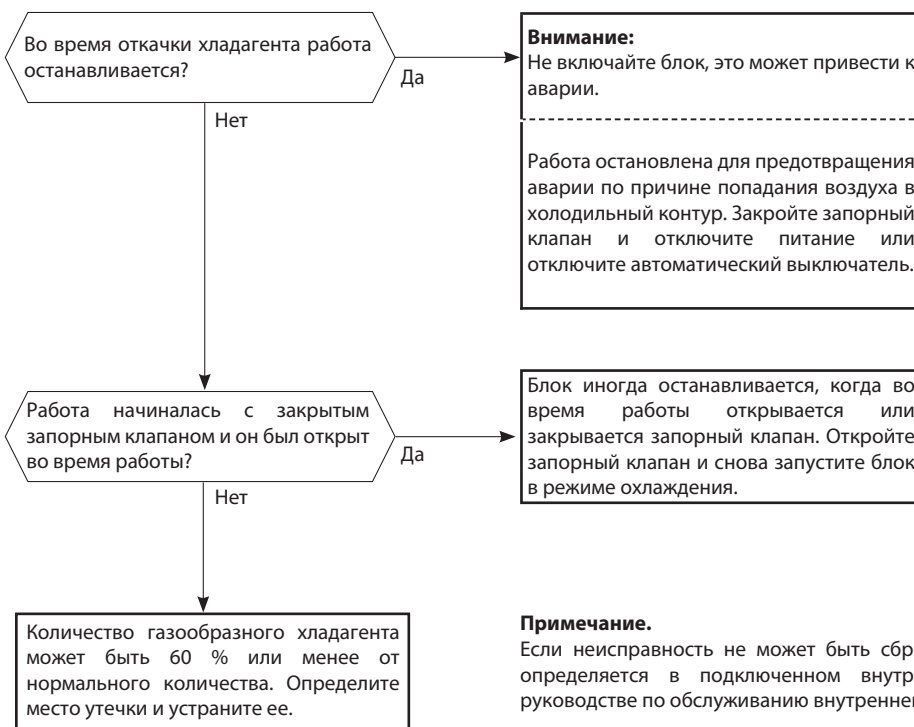 Во время откачки хладагента работа
останавливается?
Да
Нет
Внимание:
Не включайте блок, это может привести к
аварии.
Работа остановлена для предотвращения
аварии по причине попадания воздуха в
холодильный контур. Закройте запорный
клапан и отключите питание или
отключите автоматический выключатель.
Работа начиналась с закрытым
запорным клапаном и он был открыт
во время работы?
Да
Нет
Блок иногда останавливается, когда во
время работы открывается или
закрывается запорный клапан. Откройте
запорный клапан и снова запустите блок
в режиме охлаждения.
Количество газообразного хладагента
может быть 60 % или менее от
нормального количества. Определите
место утечки и устраните ее.
Примечание.
Если неисправность не может быть сбр
определяется в подключенном внутр
руководстве по обслуживанию внутренне